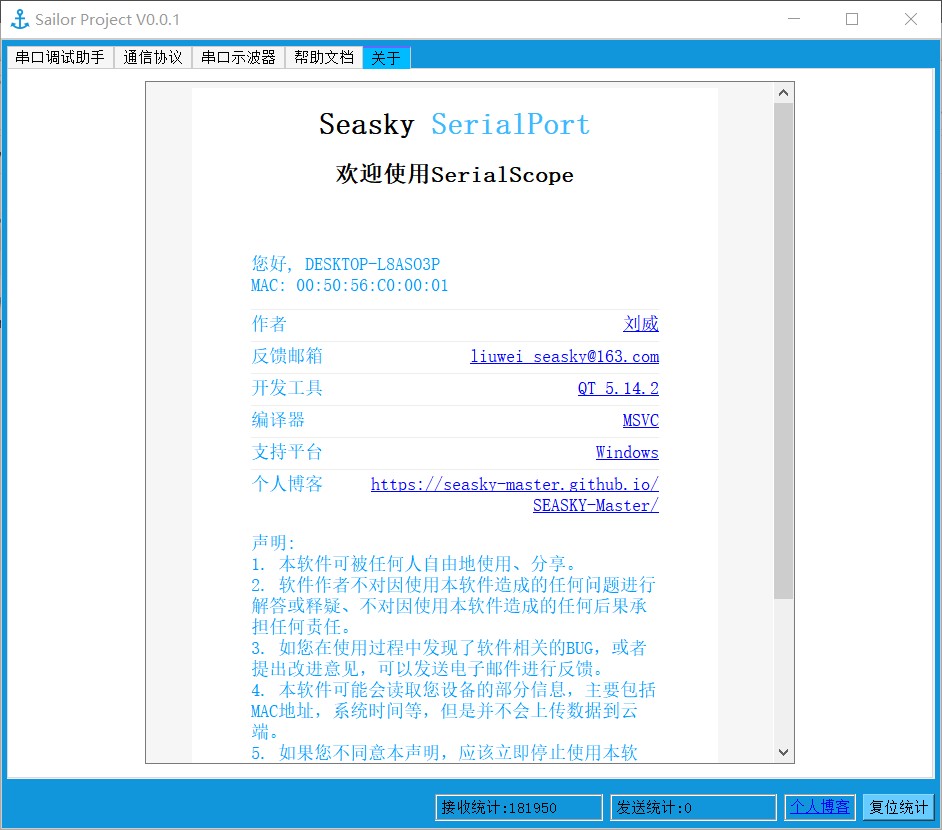 Sailor Project V0.0.1
串口调试助手 通信协议 串口示波器 帮助文档 关于
Seasky SerialPort
欢迎使用SerialScope
您好, DESKTOP-L8ASO3P
MAC: 00:50:56:C0:00:01
作者 刘威
反馈邮箱 liuwei_seasky@163.com
开发工具 QT 5.14.2
编译器 MSVC
支持平台 Windows
个人博客 https://seasky-master.github.io/
SEASKY-Master/
声明:
1. 本软件可被任何人自由地使用、分享。
2. 软件作者不对因使用本软件造成的任何问题进行
解答或释疑、不对因使用本软件造成的任何后果承
担任何责任。
3. 如您在使用过程中发现了软件相关的BUG，或者
提出改进意见，可以发送电子邮件进行反馈。
4. 本软件可能会读取您设备的部分信息，主要包括
MAC地址，系统时间等，但是并不会上传数据到云
端。
5. 如果您不同意本声明，应该立即停止使用本软
接收统计:181950 发送统计:0 个人博客 复位统计